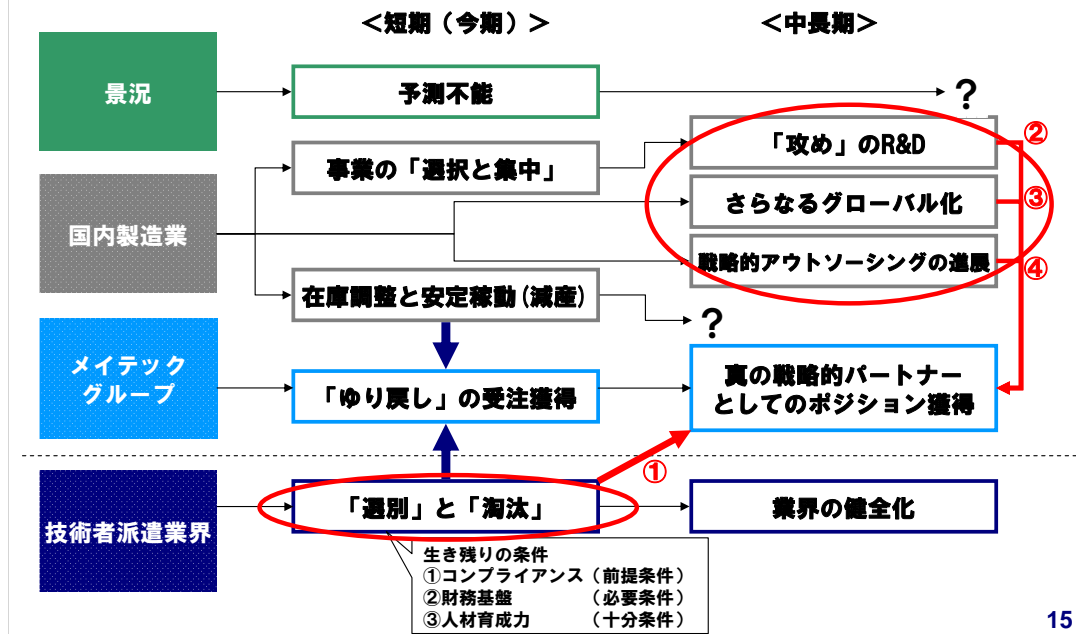 ＜短期（今期）＞
＜中長期＞
景況
予測不能
？
「攻め」のR&D
②
事業の「選択と集中」
国内製造業
さらなるグローバル化
③
戦略的アウトソーシングの進展
④
在庫調整と安定稼動(減産)
？
メイテック
グループ
「ゆり戻し」の受注獲得
真の戦略的パートナー
としてのポジション獲得
①
技術者派遣業界
「選別」と「淘汰」
業界の健全化
生き残りの条件
①コンプライアンス（前提条件）
②財務基盤　　　　（必要条件）
③人材育成力　　　（十分条件）
15